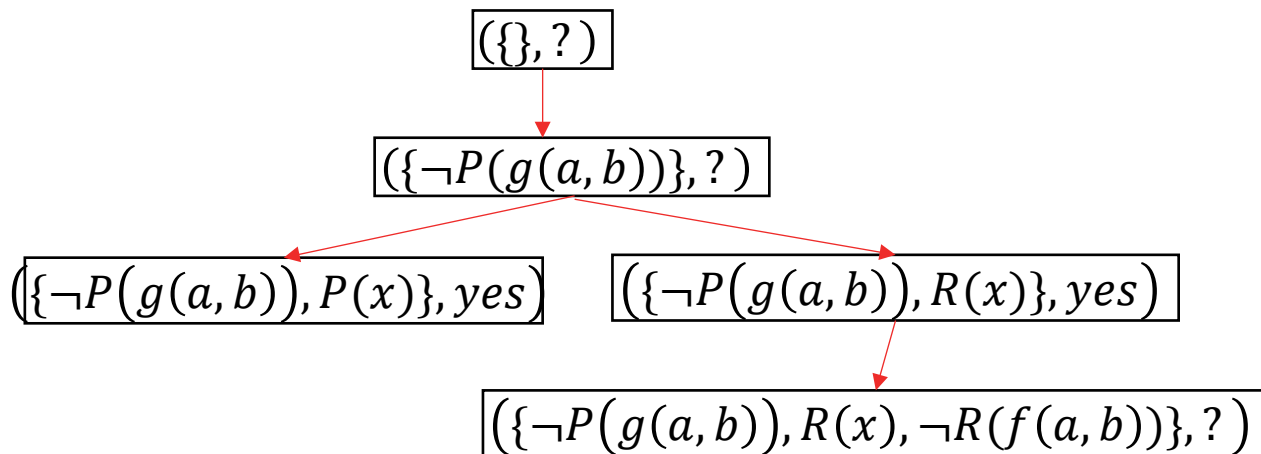 ({}, ? )
({¬P(g(a, b))}, ? )
({¬P(g(a, b)), P(x)}, yes)
({¬P(g(a, b)), R(x)}, yes)
({¬P(g(a, b)), R(x), ¬R(f(a, b))}, ? )